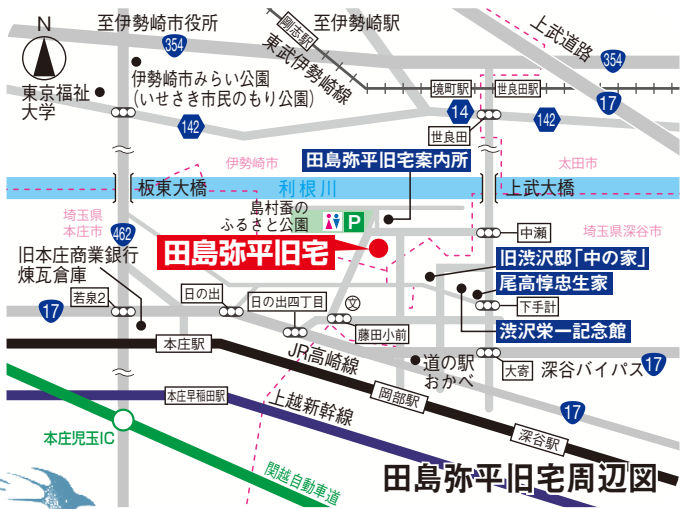 N
至伊勢崎市役所
354
剛志駅
至伊勢崎駅
上武道路
東武伊勢崎線
354
伊勢崎市みらい公園
(いせさき市民のもり公園)
東京福祉
大学
境町駅
世良田駅
17
14
142
142
世良田
伊勢崎市
田島弥平旧宅案内所
太田市
坂東大橋
利根川
上武大橋
島村蚕の
ふるさと公園
P
埼玉県
本庄市
462
中瀬
埼玉県深谷市
田島弥平旧宅
旧本庄商業銀行
煉瓦倉庫
旧渋沢邸「中の家」
尾高惇忠生家
若泉2
日の出
日の出四丁目
文
下手計
17
藤田小前
渋沢栄一記念館
本庄駅
JR高崎線
道の駅
おかべ
大寄
深谷バイパス
17
本庄早稲田駅
上越新幹線
岡部駅
17
本庄児玉IC
深谷駅
関越自動車道
田島弥平旧宅周辺図